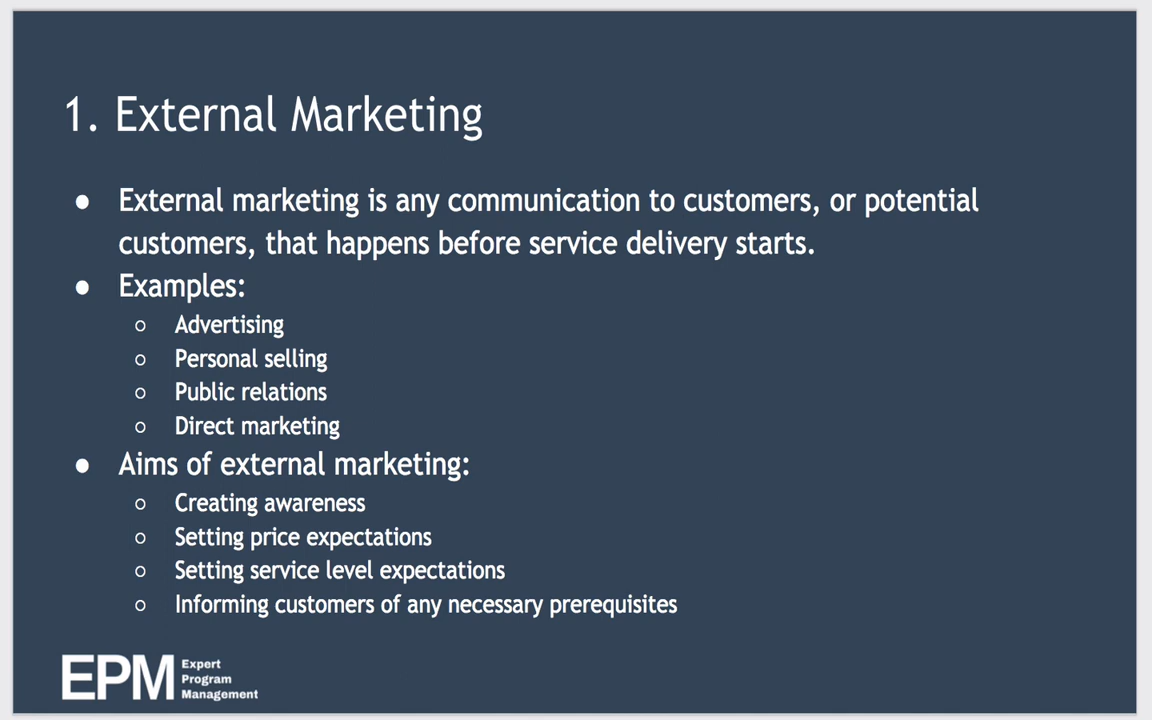 1. External Marketing
● External marketing is any communication to customers, or potential
customers, that happens before service delivery starts.
● Examples:
○ Advertising
○ Personal selling
○ Public relations
○ Direct marketing
● Aims of external marketing:
○ Creating awareness
○ Setting price expectations
○ Setting service level expectations
○ Informing customers of any necessary prerequisites
EPM
Expert
Program
Management